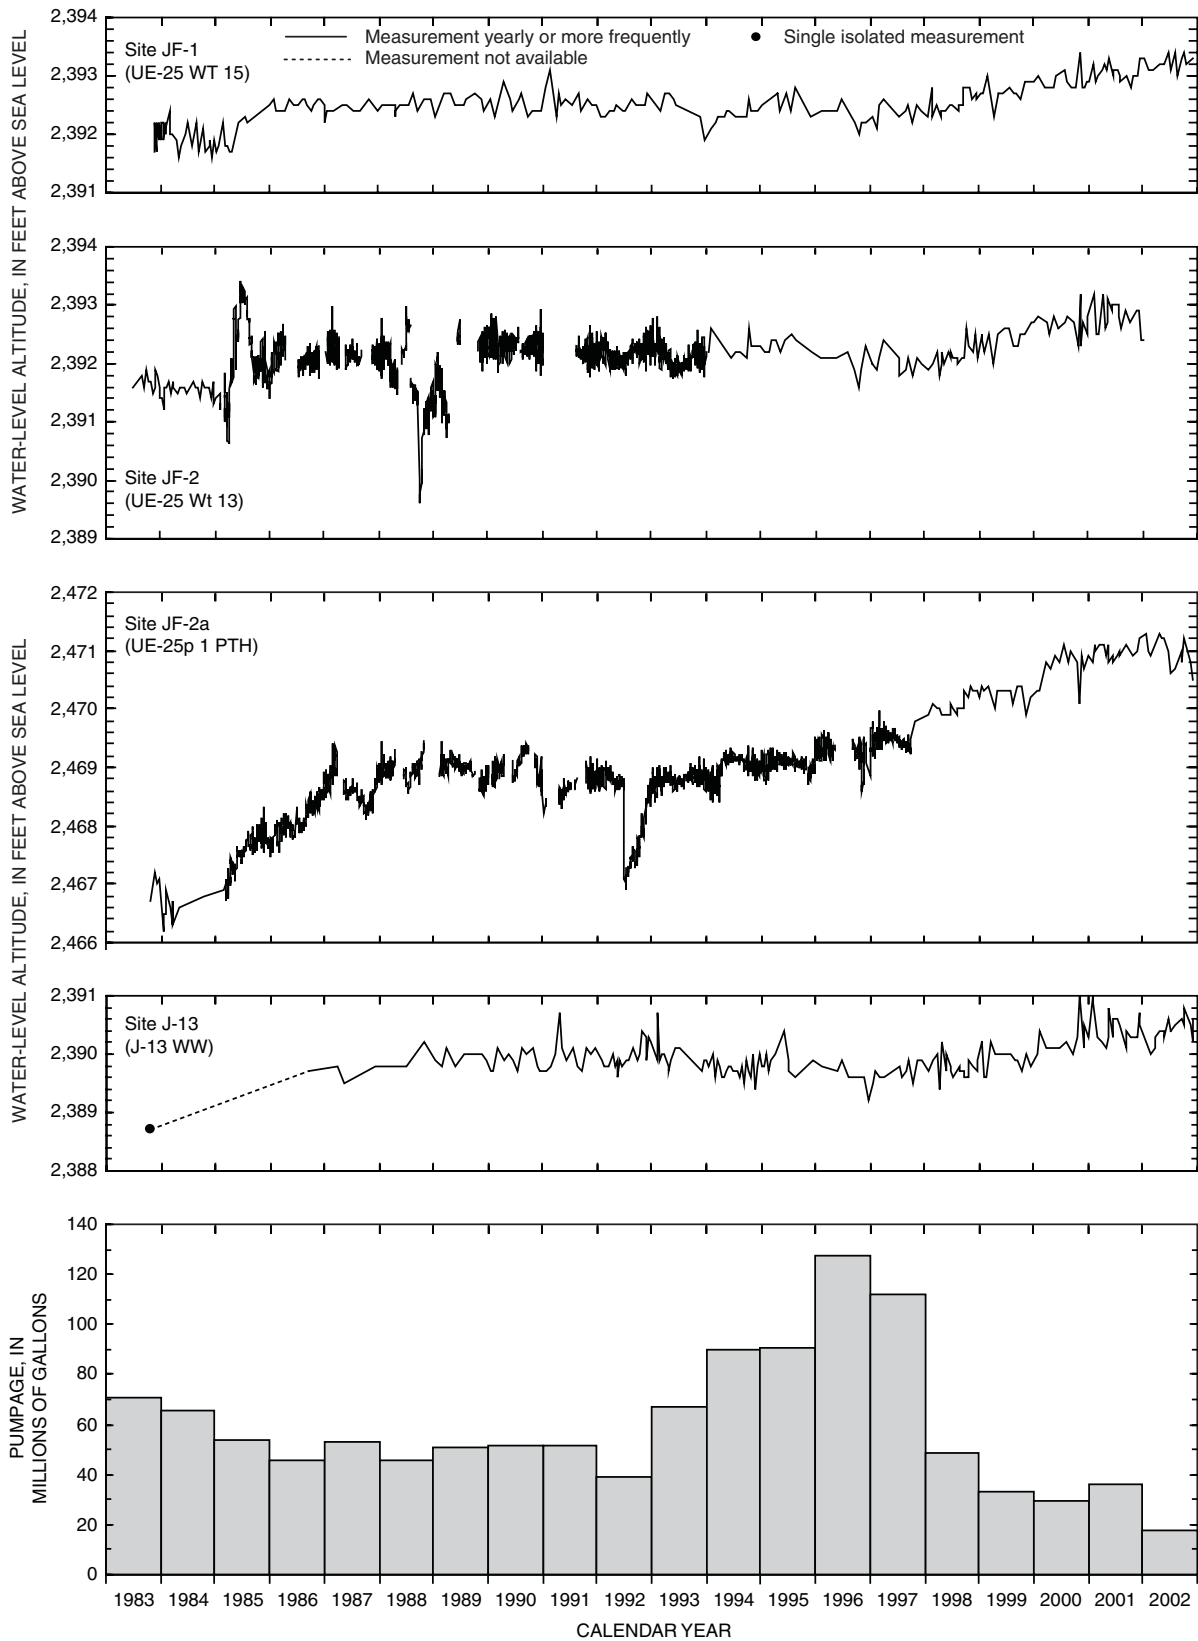 2,394
Site JF-1
(UE-25 WT 15)
Measurement yearly or more frequently
Single isolated measurement
Measurement not available
2,393
2,392
2,391
WATER-LEVEL ALTITUDE, IN FEET ABOVE SEA LEVEL
2,394
2,393
2,392
2,391
2,390
2,389
Site JF-2
(UE-25 Wt 13)
2,472
Site JF-2a
(UE-25p 1 PTH)
2,471
2,470
2,469
2,468
2,467
2,466
WATER-LEVEL ALTITUDE, IN FEET ABOVE SEA LEVEL
2,391
Site J-13
(J-13 WW)
2,390
2,389
2,388
PUMPAGE, IN
MILLIONS OF GALLONS
140
120
100
80
60
40
20
0
1983 1984 1985 1986 1987 1988 1989 1990 1991 1992 1993 1994 1995 1996 1997 1998 1999 2000 2001 2002
CALENDAR YEAR